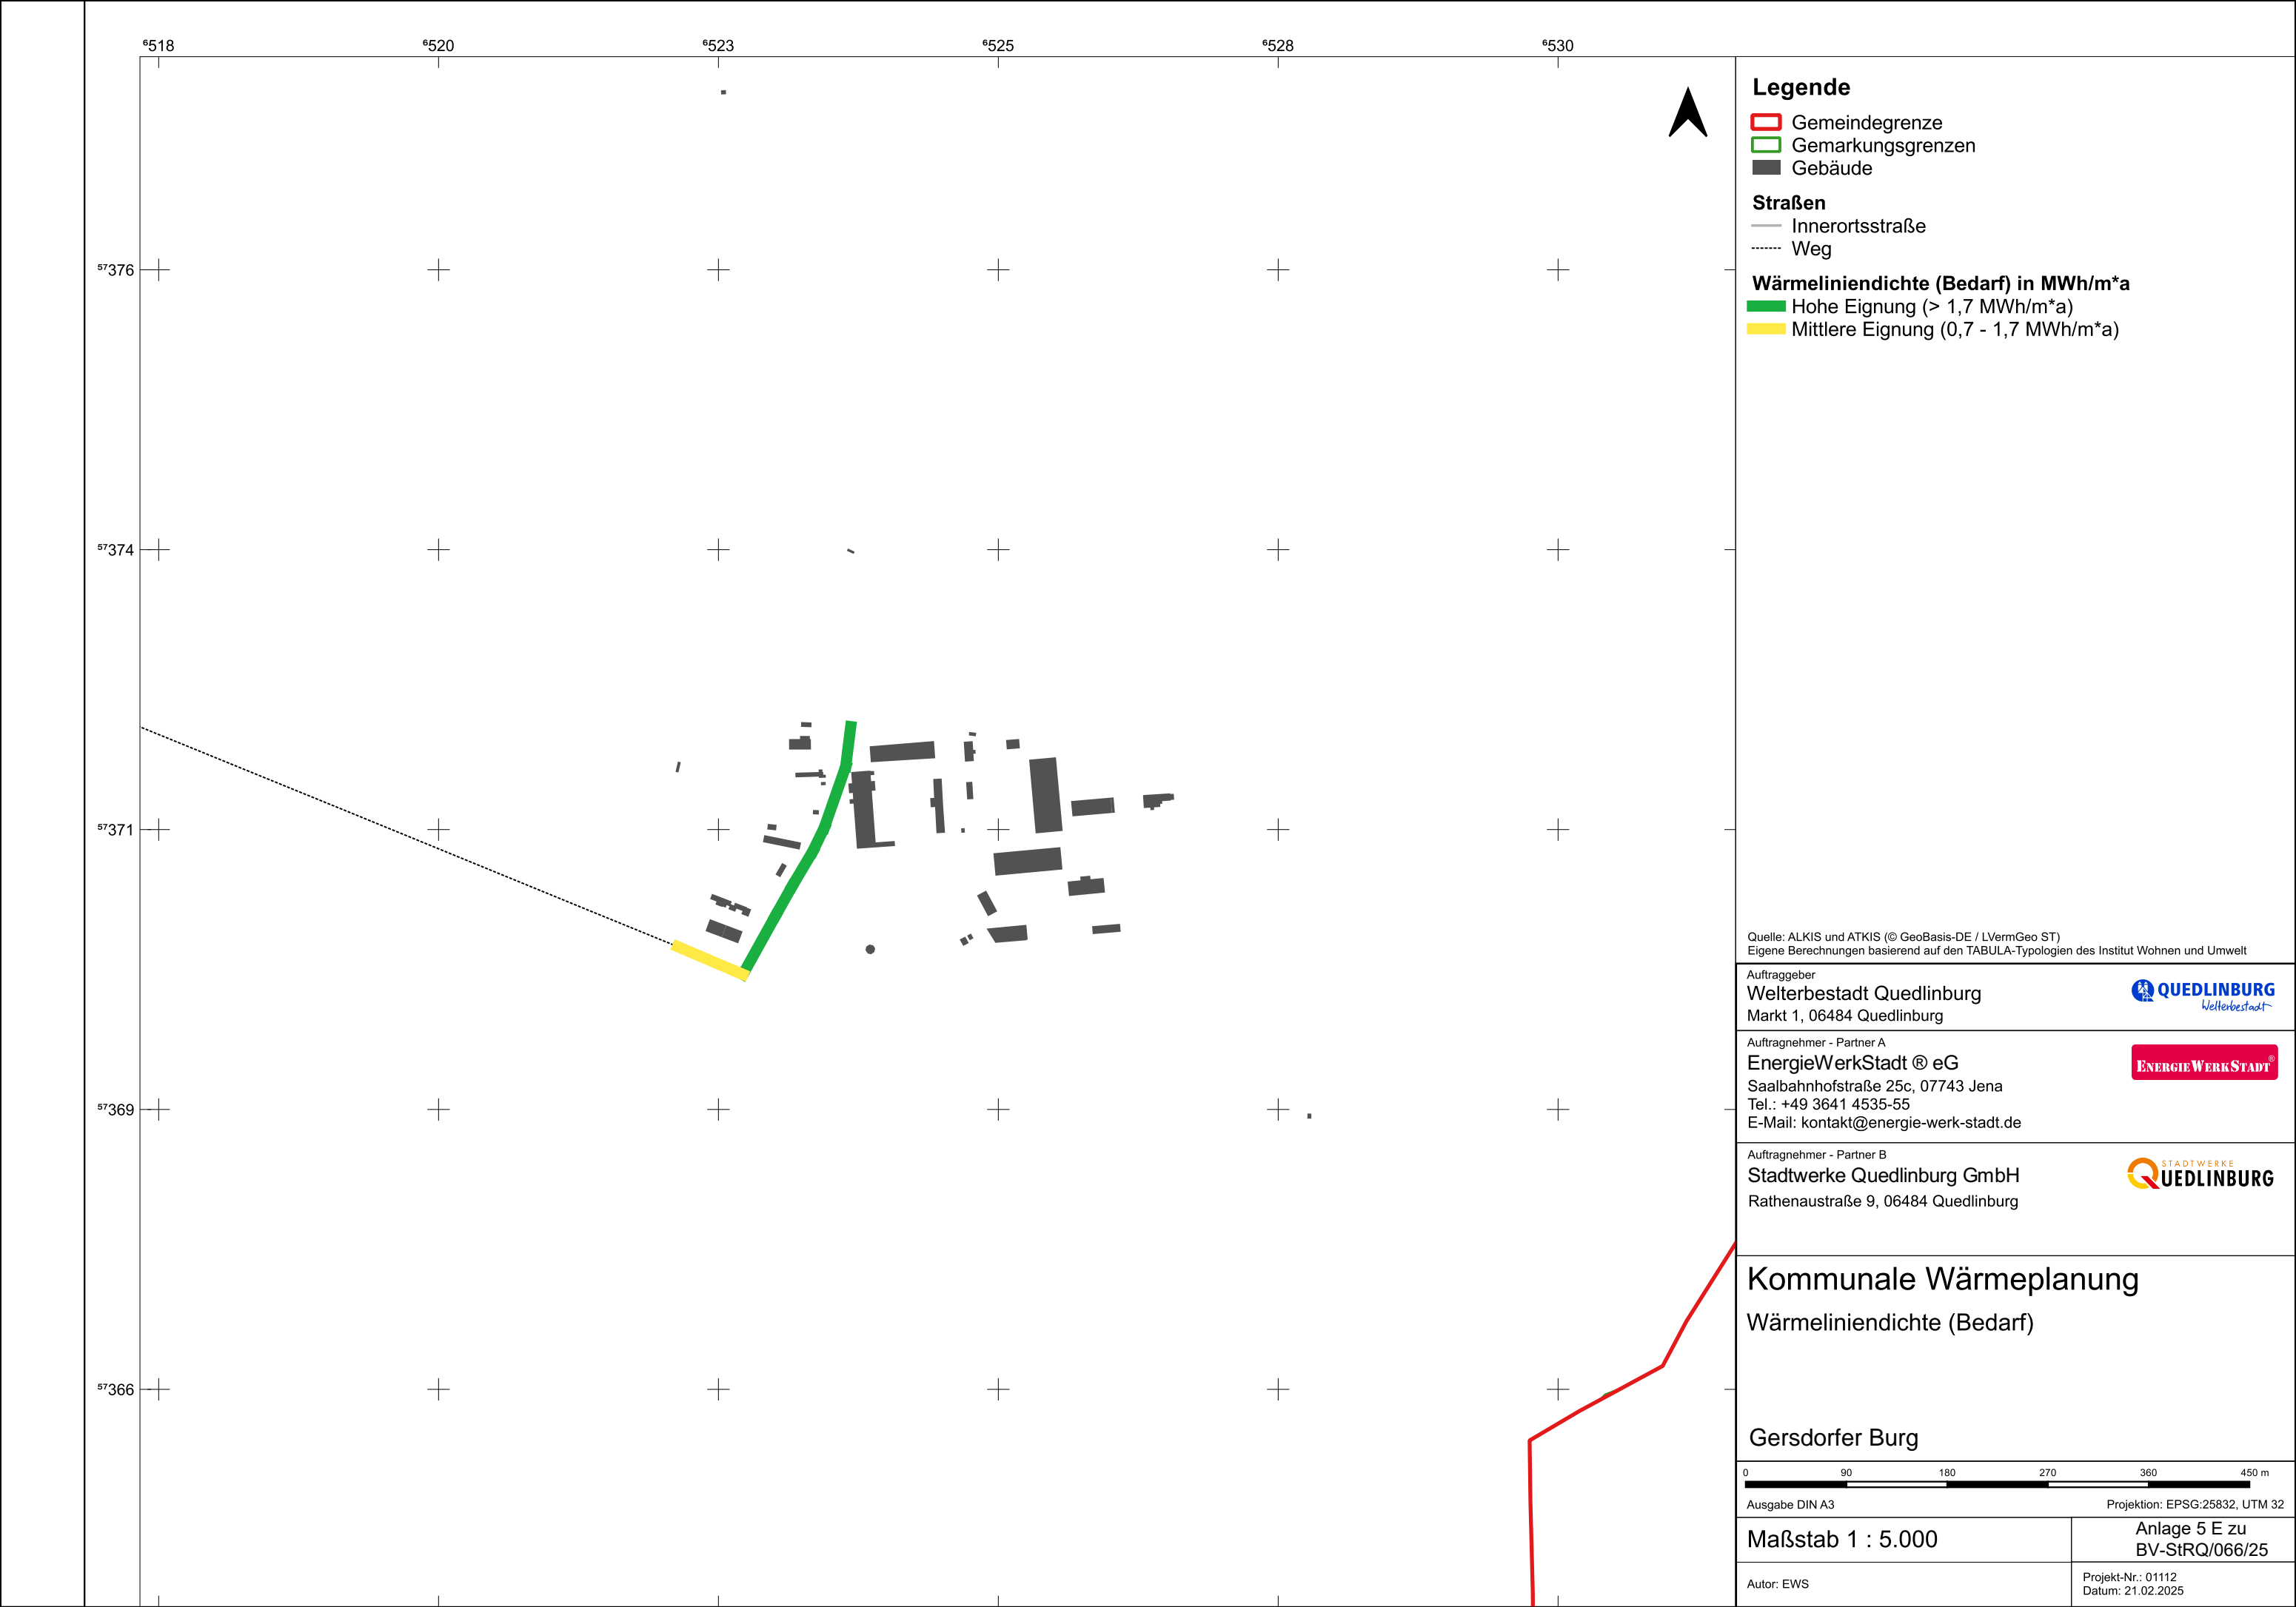 ⁶518 ⁶520 ⁶523 ⁶525 ⁶528 ⁶530
⁵⁷376
⁵⁷374
⁵⁷371
⁵⁷369
⁵⁷366
Legende
Gemeindegrenze
Gemarkungsgrenzen
Gebäude
Straßen
Innerortsstraße
Weg
Wärmeliniendichte (Bedarf) in MWh/m*a
Hohe Eignung (> 1,7 MWh/m*a)
Mittlere Eignung (0,7 - 1,7 MWh/m*a)
Quelle: ALKIS und ATKIS (© GeoBasis-DE / LVermGeo ST)
Eigene Berechnungen basierend auf den TABULA-Typologien des Institut Wohnen und Umwelt
Auftraggeber
Welterbestadt Quedlinburg
Markt 1, 06484 Quedlinburg
QUEDLINBURG
Welterbestadt
Auftragnehmer - Partner A
EnergieWerkStadt ® eG
Saalbahnhofstraße 25c, 07743 Jena
Tel.: +49 3641 4535-55
E-Mail: kontakt@energie-werk-stadt.de
ENERGIEWERKSTADT®
Auftragnehmer - Partner B
Stadtwerke Quedlinburg GmbH
Rathenaustraße 9, 06484 Quedlinburg
STADTWERKE
QUEDLINBURG
Kommunale Wärmeplanung
Wärmeliniendichte (Bedarf)
Gersdorfer Burg
0 90 180 270 360 450 m
Ausgabe DIN A3 Projektion: EPSG:25832, UTM 32
Maßstab 1 : 5.000
Anlage 5 E zu
BV-StRQ/066/25
Autor: EWS
Projekt-Nr.: 01112
Datum: 21.02.2025